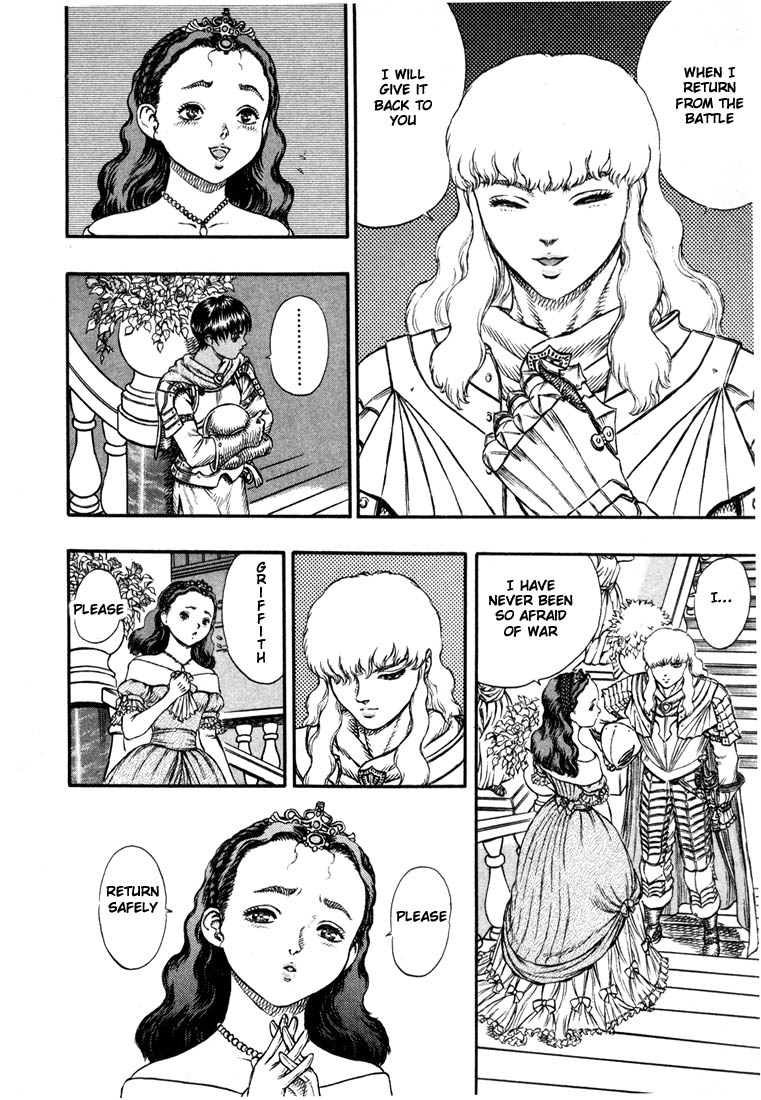 WHEN I
RETURN
FROM THE
BATTLE
I WILL
GIVE IT
BACK TO
YOU
.........
I...
I HAVE
NEVER BEEN
SO AFRAID
OF WAR
GRIFFITH
PLEASE
PLEASE
RETURN
SAFELY